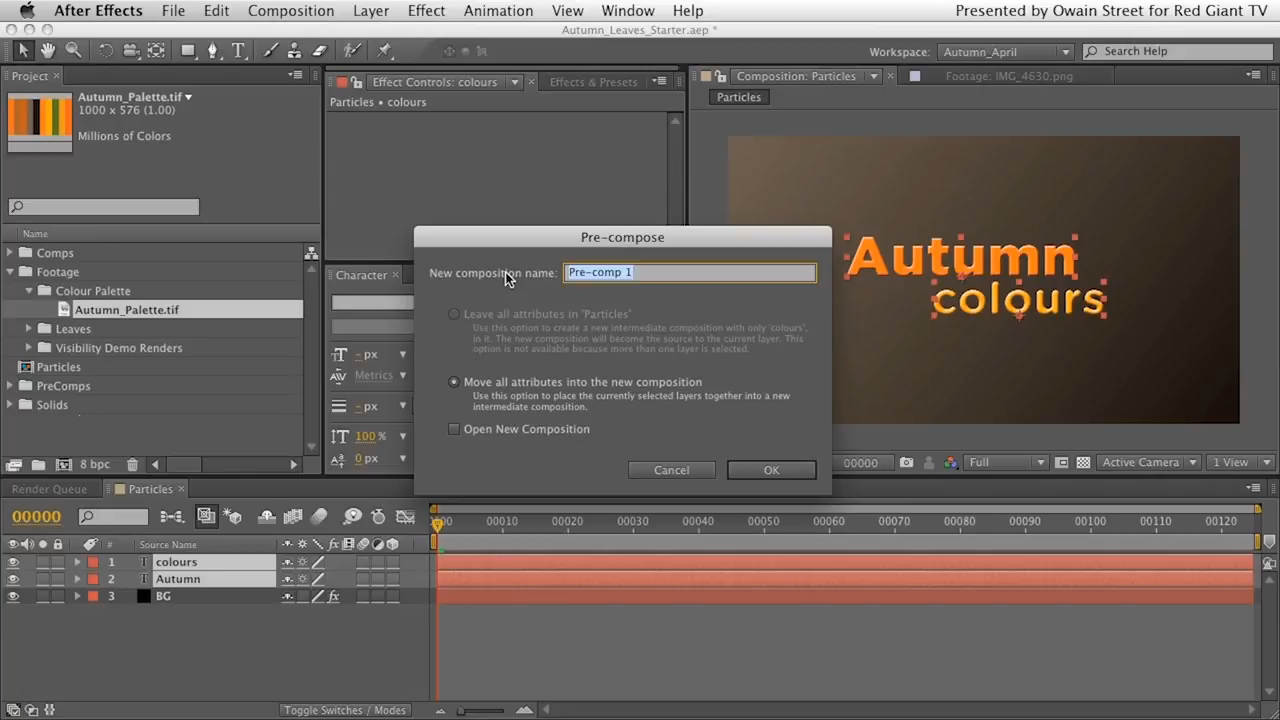 After Effects File Edit Composition Layer Effect Animation View Window Help Presented by Owain Street for Red Giant TV
Autumn_Leaves_Starter.aep *
Workspace: Autumn_April Search Help
Project Effect Controls: colours Effects & Presets Composition: Particles Footage: IMG_4630.png
Autumn_Palette.tif
1000 x 576 (1.00)
Millions of Colors
Particles • colours
Particles
Name
Comps
Footage
Colour Palette
Autumn_Palette.tif
Leaves
Visibility Demo Renders
Particles
PreComps
Solids
8 bpc
Character
- px
Metrics
- px
100 %
0 px
Pre-compose
New composition name: Pre-comp 1
Leave all attributes in 'Particles'
Use this option to create a new intermediate composition with only 'colours',
in it. The new composition will become the source to the current layer. This
option is not available because more than one layer is selected.
Move all attributes into the new composition
Use this option to place the currently selected layers together into a new
intermediate composition.
Open New Composition
Cancel OK
Autumn
colours
00000 Full Active Camera 1 View
Render Queue Particles
00000
00010 00020 00030 00040 00050 00060 00070 00080 00090 00100 00110 00120
# Source Name fx
1 T colours
2 T Autumn
3 BG fx
Toggle Switches / Modes